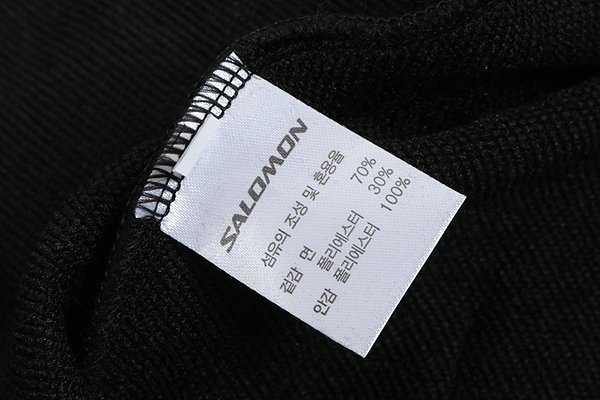 SALOMON
섬유의 조성 및 혼용율
겉감 면 70%
폴리에스터 30%
안감 폴리에스터 100%